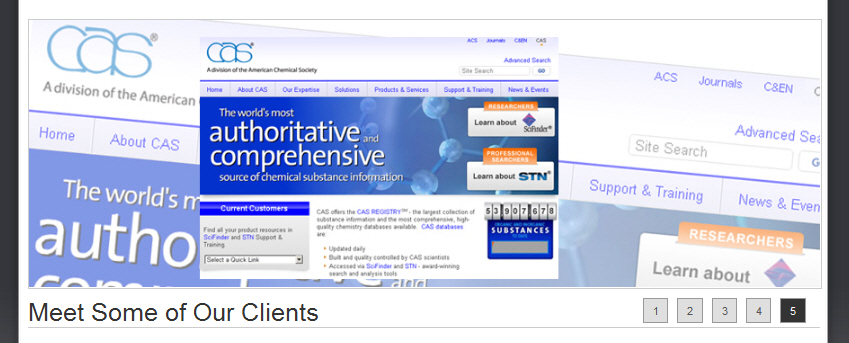 cas®
A division of the American
ACS Journals C&EN C
Advanced Sea
Site Search G
Home About CAS
Support & Training News & Even
The world's m
autho
com
RESEARCHERS
Learn about
and
cas®
A division of the American Chemical Society
ACS Journals C&EN CAS
Advanced Search
Site Search GO
Home About CAS Our Expertise Solutions Products & Services Support & Training News & Events
The world's most
authoritative and
comprehensive
source of chemical substance information
RESEARCHERS
Learn about SciFinder®
PROFESSIONAL
SEARCHERS
Learn about STN®
Current Customers
Find all your product resources in
SciFinder and STN Support &
Training
Select a Quick Link
CAS offers the CAS REGISTRY℠ - the largest collection of
substance information and the most comprehensive, high-
quality chemistry databases available. CAS databases
are:
• Updated daily
• Built and quality controlled by CAS scientists
• Accessed via SciFinder and STN - award-winning
search and analysis tools
53907678
ORGANIC AND INORGANIC
SUBSTANCES
TO DATE
Meet Some of Our Clients
1 2 3 4 5